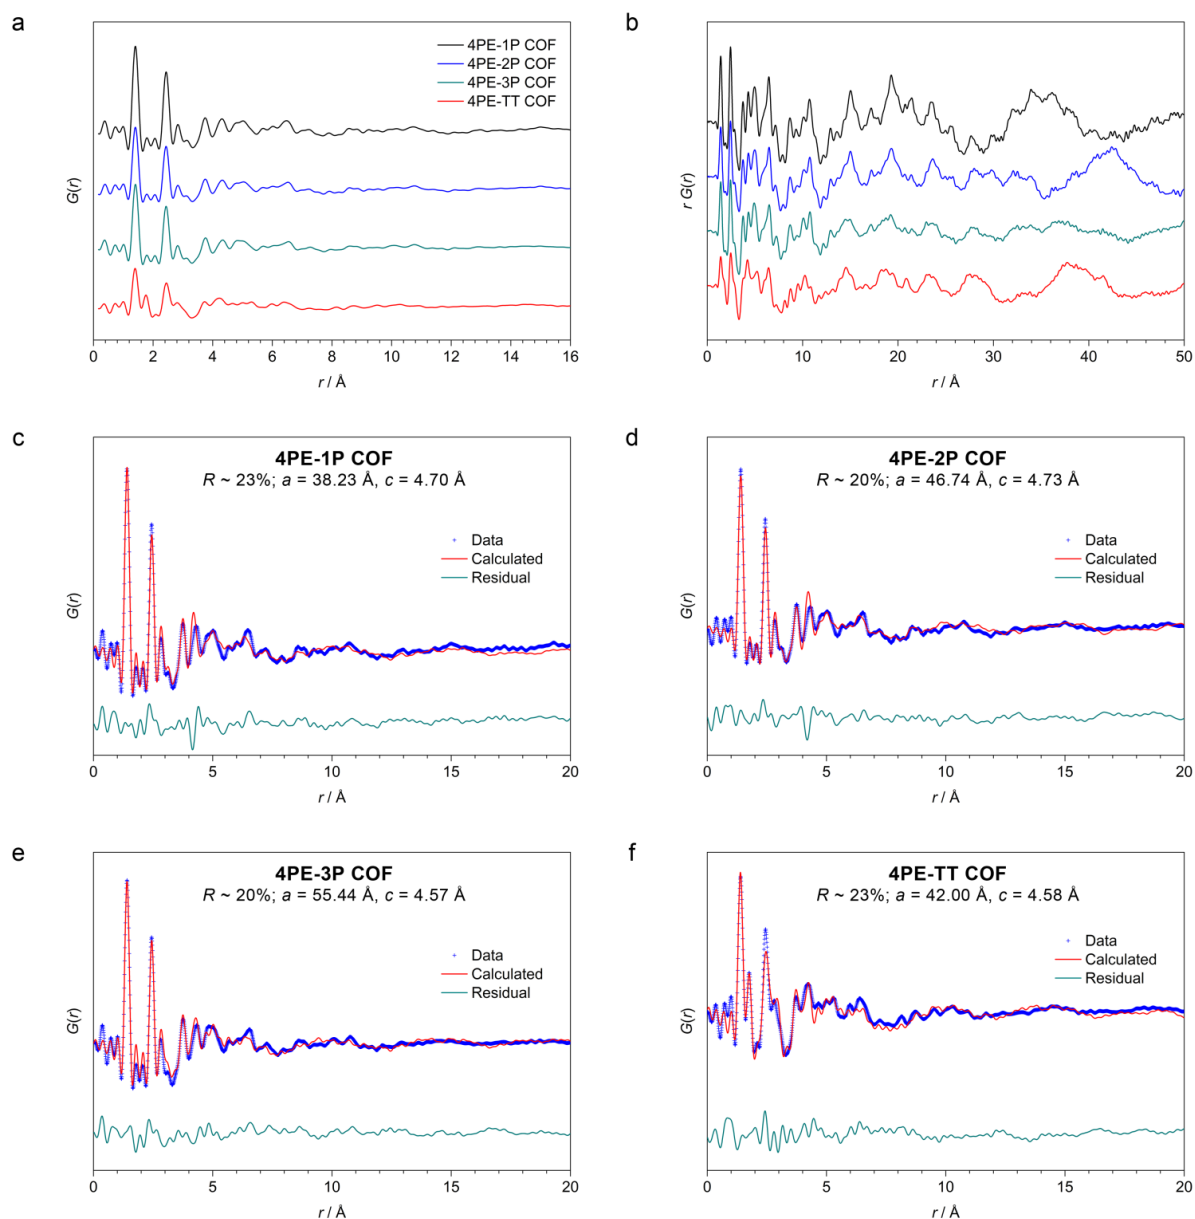 a
4PE-1P COF
4PE-2P COF
4PE-3P COF
4PE-TT COF
G(r)
0 2 4 6 8 10 12 14 16
r / Å
b
r G(r)
0 10 20 30 40 50
r / Å
c
4PE-1P COF
R ~ 23%; a = 38.23 Å, c = 4.70 Å
Data
Calculated
Residual
G(r)
0 5 10 15 20
r / Å
d
4PE-2P COF
R ~ 20%; a = 46.74 Å, c = 4.73 Å
Data
Calculated
Residual
G(r)
0 5 10 15 20
r / Å
e
4PE-3P COF
R ~ 20%; a = 55.44 Å, c = 4.57 Å
Data
Calculated
Residual
G(r)
0 5 10 15 20
r / Å
f
4PE-TT COF
R ~ 23%; a = 42.00 Å, c = 4.58 Å
Data
Calculated
Residual
G(r)
0 5 10 15 20
r / Å